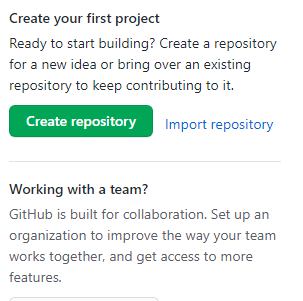 Create your first project
Ready to start building? Create a repository
for a new idea or bring over an existing
repository to keep contributing to it.
Create repository
Import repository
Working with a team?
GitHub is built for collaboration. Set up an
organization to improve the way your team
works together, and get access to more
features.